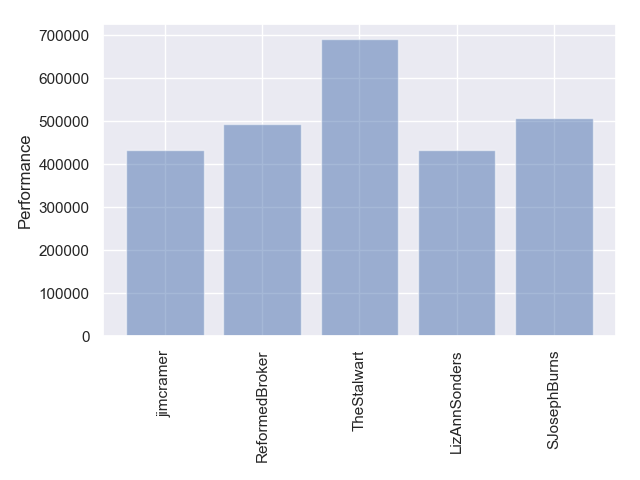 700000
600000
500000
400000
300000
200000
100000
0
Performance
jimcramer
ReformedBroker
TheStalwart
LizAnnSonders
SJosephBurns